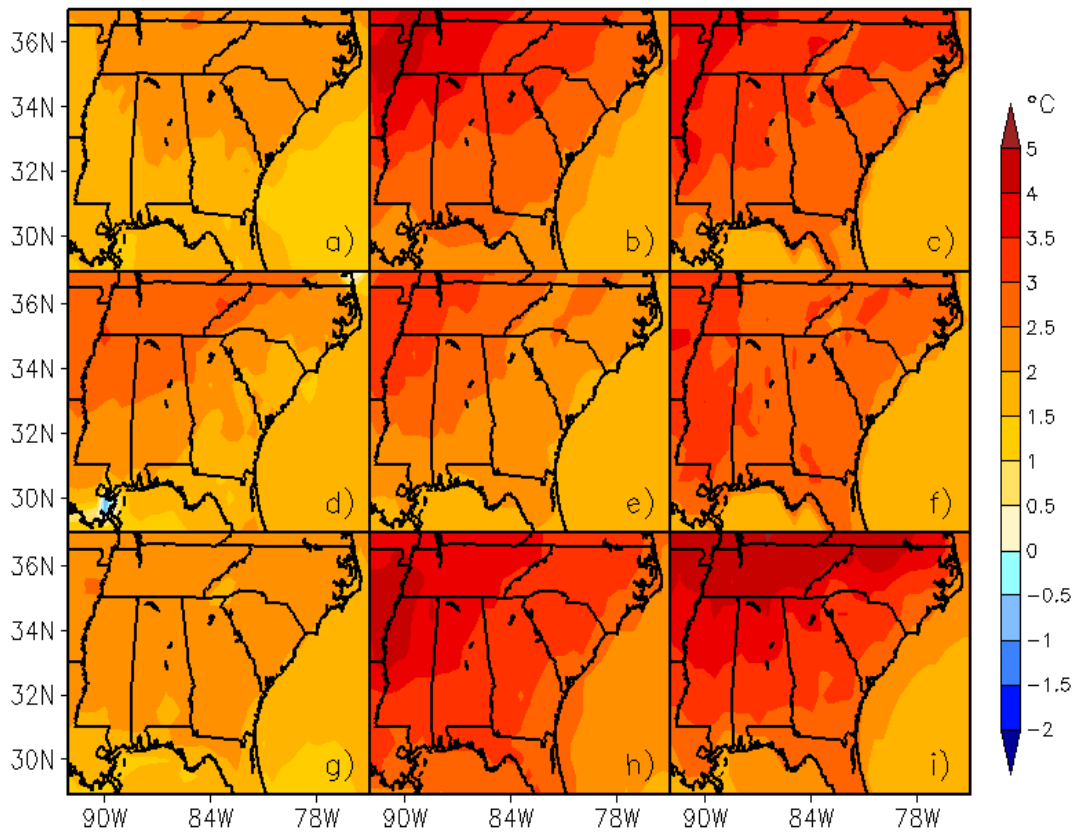 °C
36N
34N
32N
30N
a)
b)
c)
36N
34N
32N
30N
d)
e)
f)
36N
34N
32N
30N
g)
h)
i)
90W 84W 78W 90W 84W 78W 90W 84W 78W
5
4
3.5
3
2.5
2
1.5
1
0.5
0
−0.5
−1
−1.5
−2